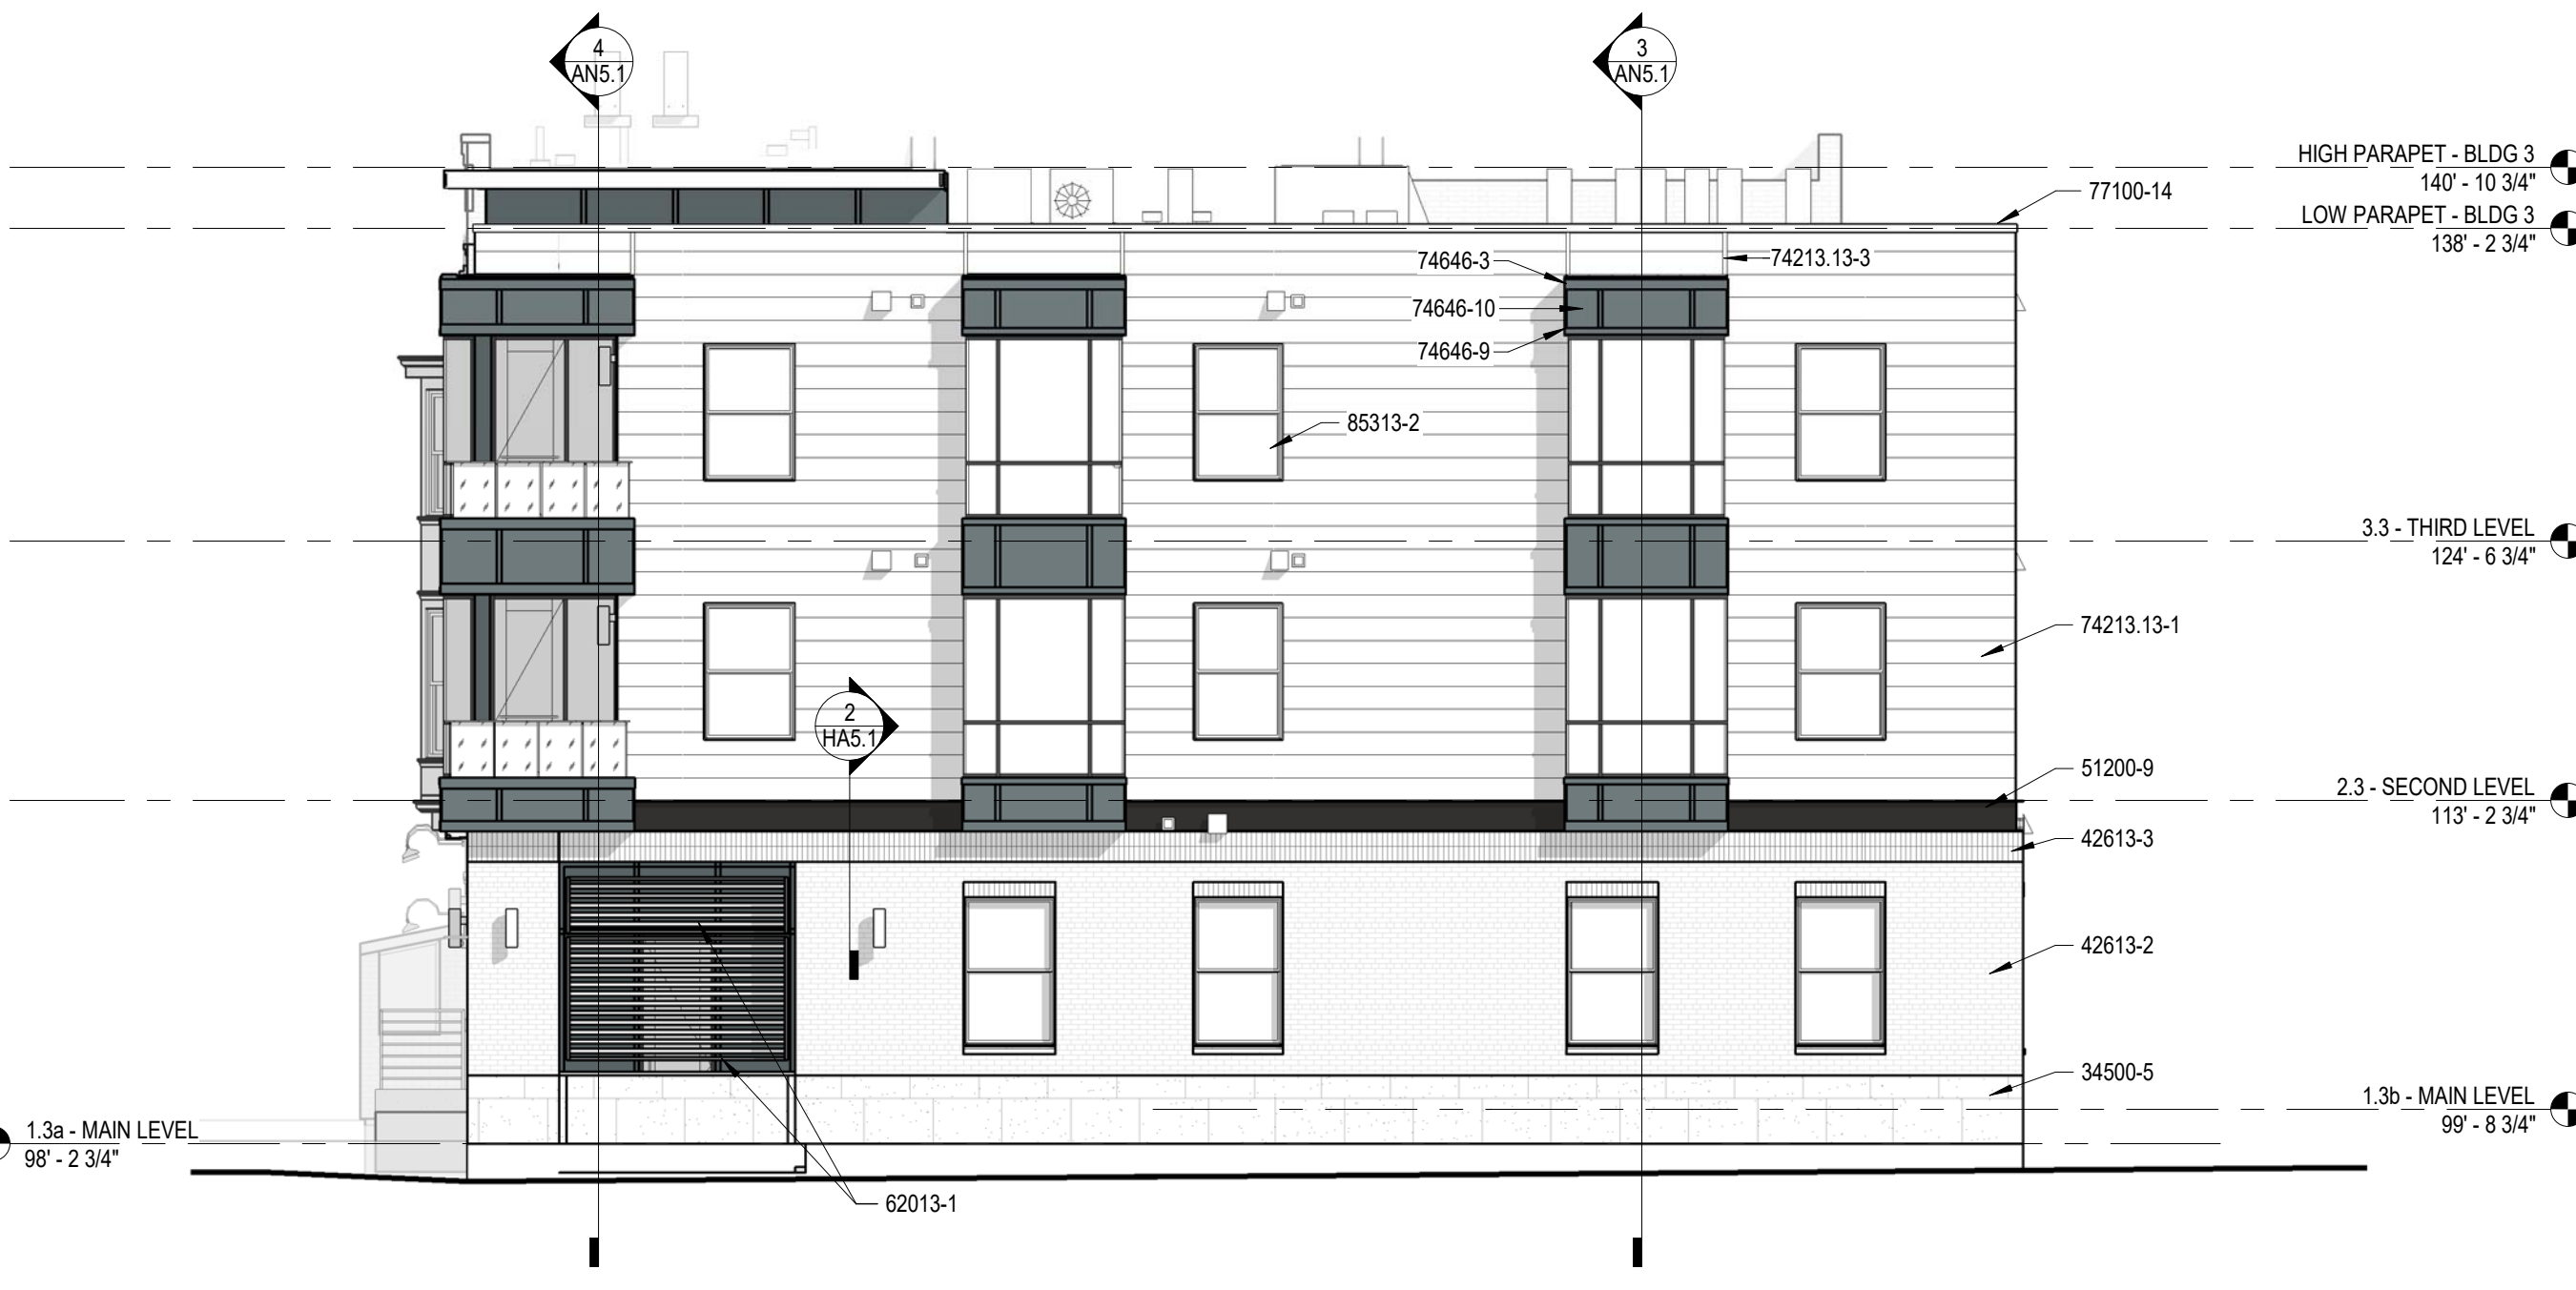 4
AN5.1
3
AN5.1
HIGH PARAPET - BLDG 3
140' - 10 3/4"
77100-14
LOW PARAPET - BLDG 3
138' - 2 3/4"
74646-3
74213.13-3
74646-10
74646-9
85313-2
3.3 - THIRD LEVEL
124' - 6 3/4"
74213.13-1
2
HA5.1
51200-9
2.3 - SECOND LEVEL
113' - 2 3/4"
42613-3
42613-2
34500-5
1.3b - MAIN LEVEL
99' - 8 3/4"
1.3a - MAIN LEVEL
98' - 2 3/4"
62013-1